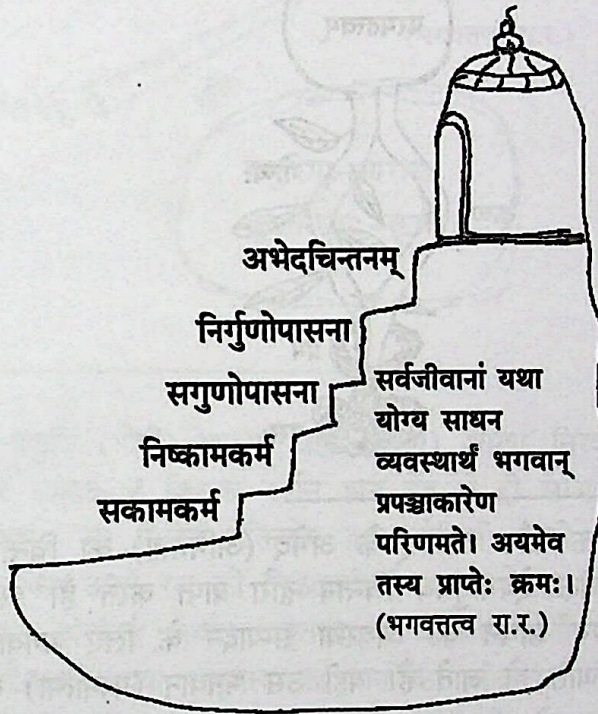 अभेदचिन्तनम्
निर्गुणोपासना
सगुणोपासना
निष्कामकर्म
सकामकर्म
सर्वजीवानां यथा
योग्य साधन
व्यवस्थार्थं भगवान्
प्रपञ्चाकारेण
परिणमते। अयमेव
तस्य प्राप्तेः क्रमः।
(भगवत्तत्व रा.र.)